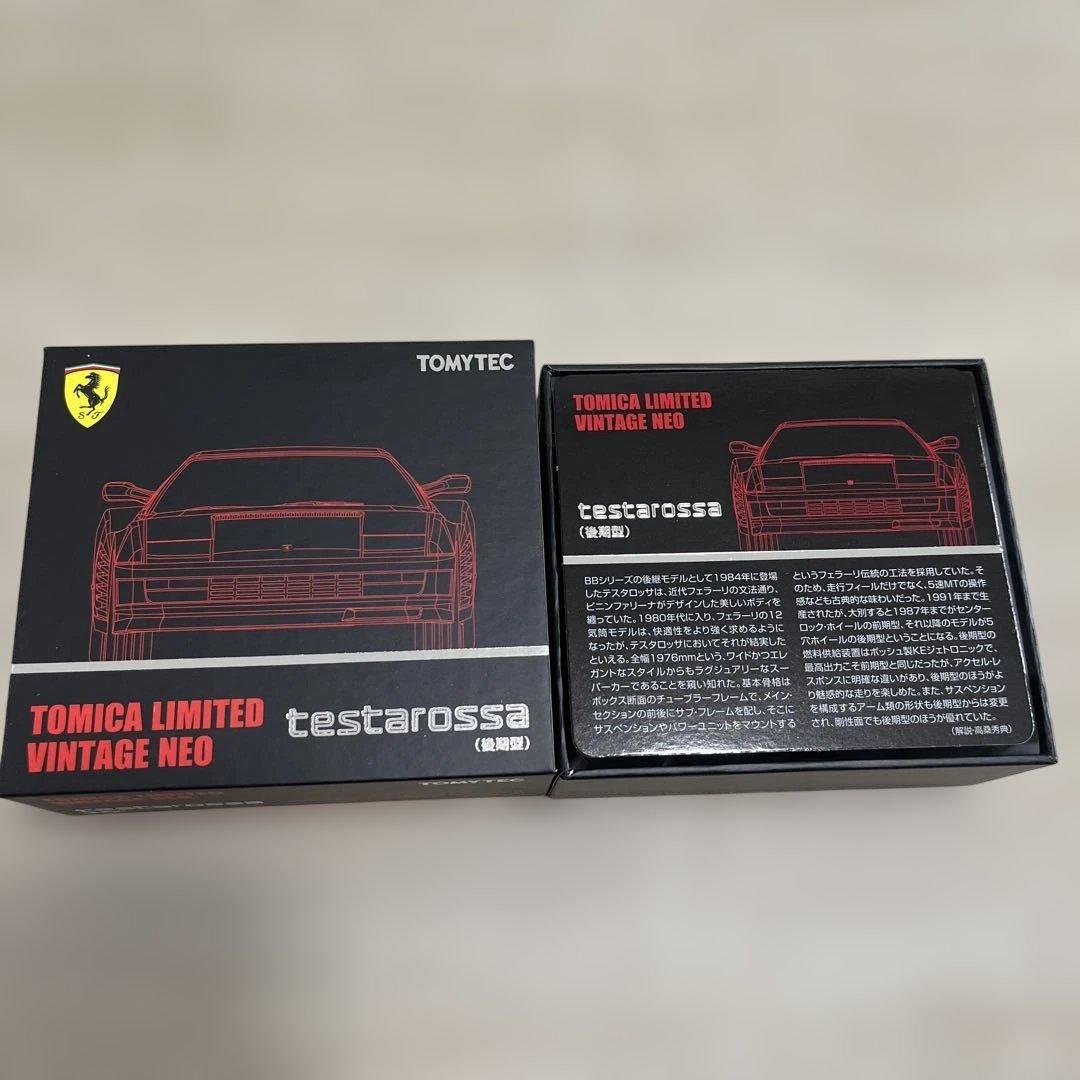 TOMYTEC
S F
TOMICA LIMITED
VINTAGE NEO
testarossa
(後期型)
TOMYTEC
testarossa
TOMICA LIMITED
VINTAGE NEO
testarossa
(後期型)
BBシリーズの後継モデルとして1984年に登場
したテスタロッサは、近代フェラーリの文法通り、
ピニンファリーナがデザインした美しいボディを
纏っていた。1980年代に入り、フェラーリの12
気筒モデルは、快適性をより強く求めるように
なったが、テスタロッサにおいてそれが結実した
といえる。全幅1976mmという、ワイドかつエレ
ガントなスタイルからもラグジュアリーなスー
パーカーであることを窺い知れた。基本骨格は
ボックス断面のチューブラーフレームで、メイン・
セクションの前後にサブ・フレームを配し、そこに
サスペンションやパワーユニットをマウントする
というフェラーリ伝統の工法を採用していた。そ
のため、走行フィールだけでなく、5速MTの操作
感なども古典的な味わいだった。1991年まで生
産されたが、大別すると1987年までがセンター
ロック・ホイールの前期型、それ以降のモデルが5
穴ホイールの後期型ということになる。後期型の
燃料供給装置はボッシュ製KEジェトロニックで、
最高出力こそ前期型と同じだったが、アクセル・レ
スポンスに明確な違いがあり、後期型のほうがよ
り魅惑的な走りを楽しめた。また、サスペンション
を構成するアーム類の形状も後期型からは変更
され、剛性面でも後期型のほうが優れていた。
(解説・高桑秀典)